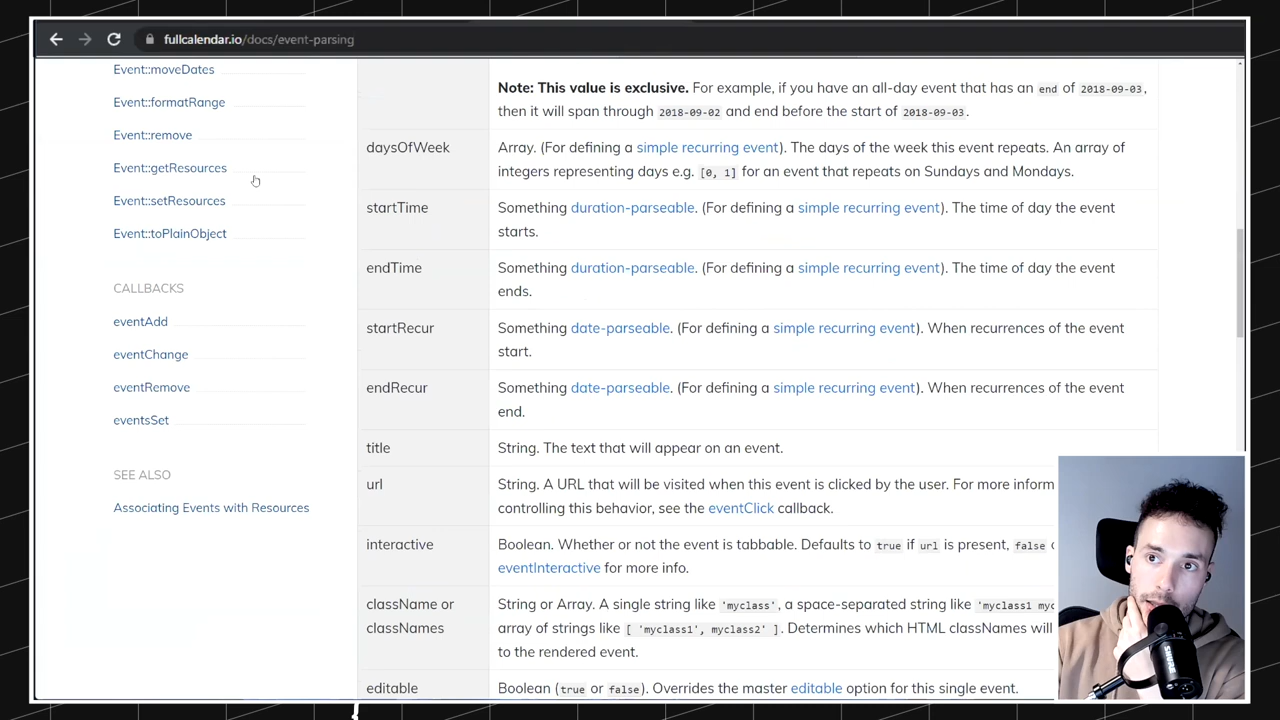 fullcalendar.io/docs/event-parsing
Event::moveDates
Event::formatRange
Event::remove
Event::getResources
Event::setResources
Event::toPlainObject
CALLBACKS
eventAdd
eventChange
eventRemove
eventsSet
SEE ALSO
Associating Events with Resources
Note: This value is exclusive. For example, if you have an all-day event that has an end of 2018-09-03,
then it will span through 2018-09-02 and end before the start of 2018-09-03.
daysOfWeek
Array. (For defining a simple recurring event). The days of the week this event repeats. An array of
integers representing days e.g. [0, 1] for an event that repeats on Sundays and Mondays.
startTime
Something duration-parseable. (For defining a simple recurring event). The time of day the event
starts.
endTime
Something duration-parseable. (For defining a simple recurring event). The time of day the event
ends.
startRecur
Something date-parseable. (For defining a simple recurring event). When recurrences of the event
start.
endRecur
Something date-parseable. (For defining a simple recurring event). When recurrences of the event
end.
title
String. The text that will appear on an event.
url
String. A URL that will be visited when this event is clicked by the user. For more inform
controlling this behavior, see the eventClick callback.
interactive
Boolean. Whether or not the event is tabbable. Defaults to true if url is present, false
eventInteractive for more info.
className or
classNames
String or Array. A single string like 'myclass', a space-separated string like 'myclass1
array of strings like [ 'myclass1', myclass2' ]. Determines which HTML classNames will
to the rendered event.
editable
Boolean (true or false). Overrides the master editable option for this single event.